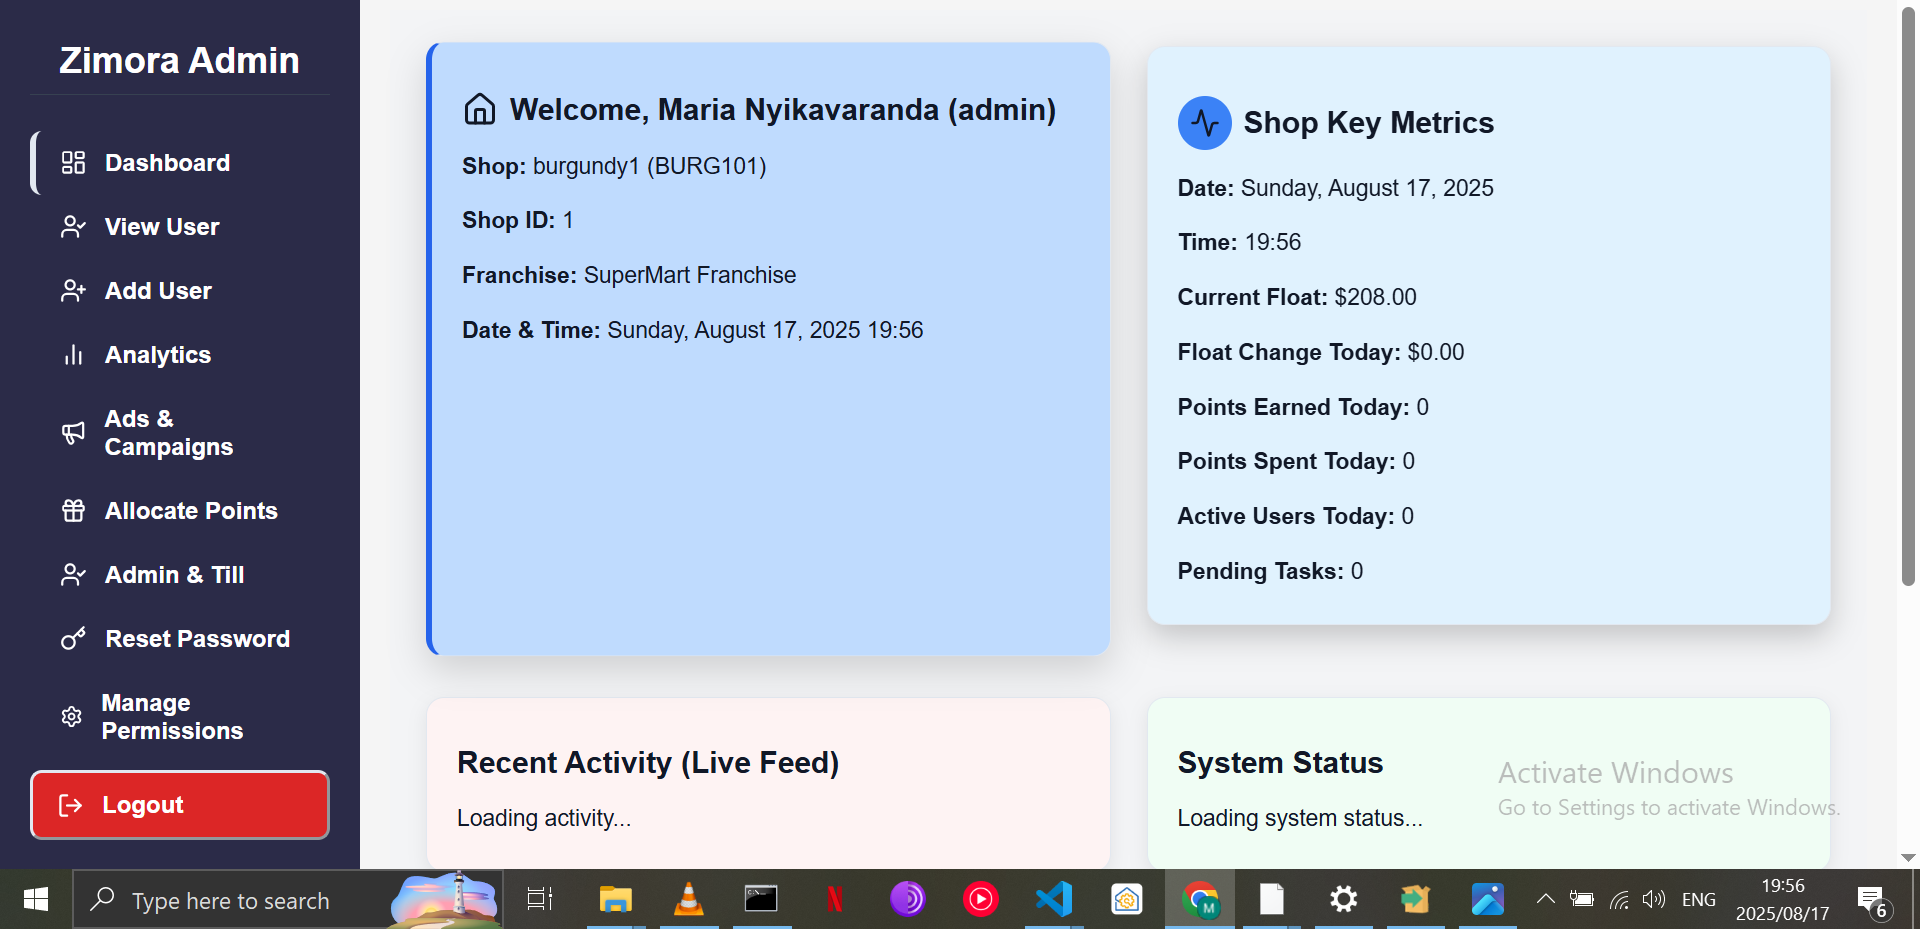 Zimora Admin
Dashboard
View User
Add User
Analytics
Ads &
Campaigns
Allocate Points
Admin & Till
Reset Password
Manage
Permissions
Logout
Welcome, Maria Nyikavaranda (admin)
Shop: burgundy1 (BURG101)
Shop ID: 1
Franchise: SuperMart Franchise
Date & Time: Sunday, August 17, 2025 19:56
Shop Key Metrics
Date: Sunday, August 17, 2025
Time: 19:56
Current Float: $208.00
Float Change Today: $0.00
Points Earned Today: 0
Points Spent Today: 0
Active Users Today: 0
Pending Tasks: 0
Recent Activity (Live Feed)
Loading activity...
System Status
Loading system status...
Activate Windows
Go to Settings to activate Windows.
Type here to search
M
ENG
19:56
2025/08/17
6